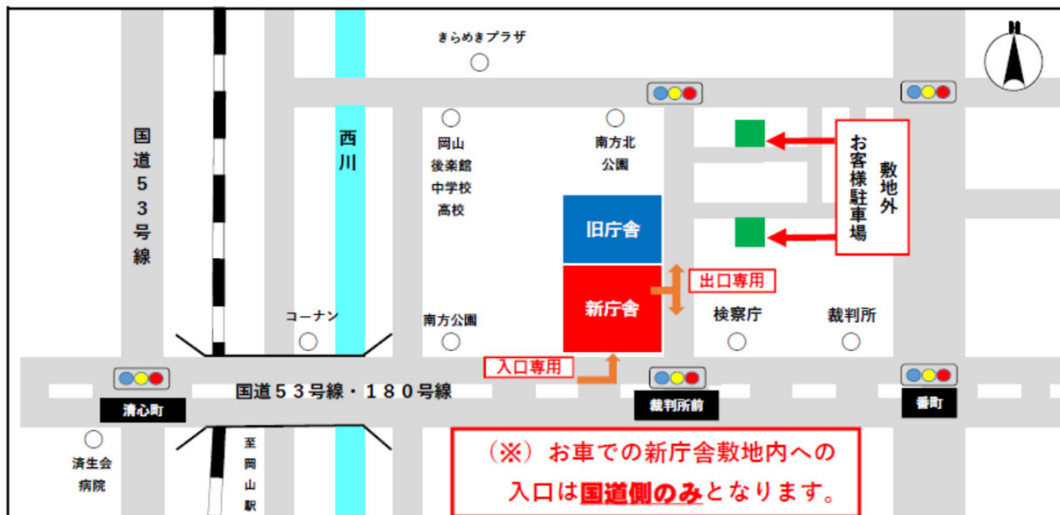 きらめきプラザ
N
国道５３号線
西川
岡山
後楽館
中学校
高校
南方北
公園
敷地外
お客様駐車場
旧庁舎
新庁舎
出口専用
コーナン
南方公園
検察庁
裁判所
入口専用
国道５３号線・１８０号線
清心町
裁判所前
番町
済生会
病院
至岡山駅
（※）お車での新庁舎敷地内への
入口は国道側のみとなります。